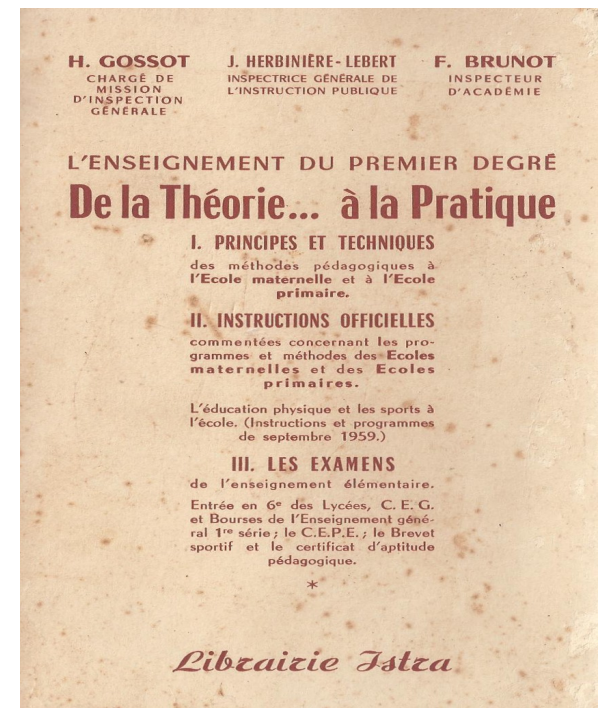 H. GOSSOT
CHARGÉ DE
MISSION
D'INSPECTION
GÉNÉRALE
J. HERBINIÈRE-LEBERT
INSPECTRICE GÉNÉRALE DE
L'INSTRUCTION PUBLIQUE
F. BRUNOT
INSPECTEUR
D'ACADÉMIE
L'ENSEIGNEMENT DU PREMIER DEGRÉ
De la Théorie... à la Pratique
I. PRINCIPES ET TECHNIQUES
des méthodes pédagogiques à
l'Ecole maternelle et à l'Ecole
primaire.
II. INSTRUCTIONS OFFICIELLES
commentées concernant les pro-
grammes et méthodes des Ecoles
maternelles et des Ecoles
primaires.
L'éducation physique et les sports à
l'école. (Instructions et programmes
de septembre 1959.)
III. LES EXAMENS
de l'enseignement élémentaire.
Entrée en 6e des Lycées, C. E. G.
et Bourses de l'Enseignement géné-
ral 1re série ; le C.E.P.E. ; le Brevet
sportif et le certificat d'aptitude
pédagogique.
*
Librairie Istra